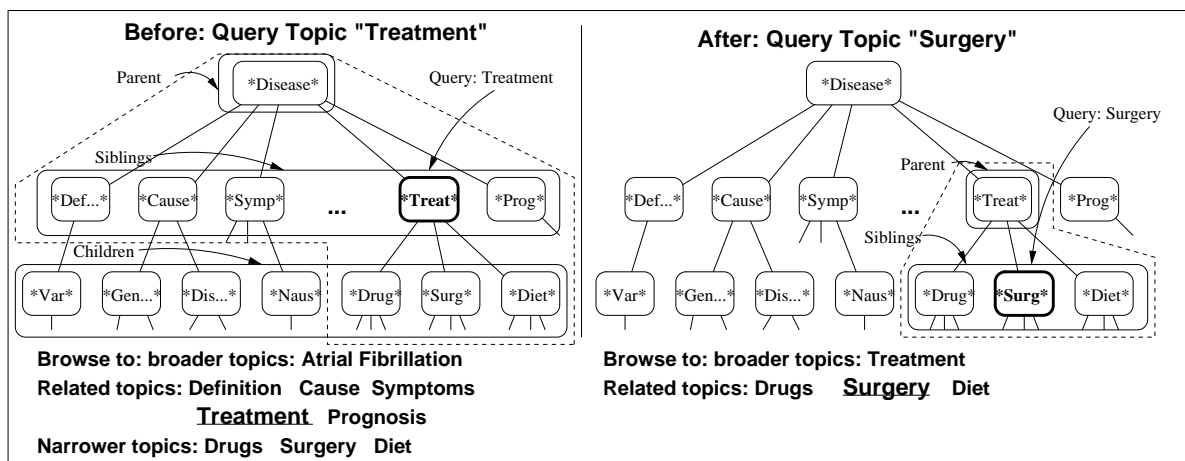 Before: Query Topic "Treatment"
Parent
*Disease*
Query: Treatment
Siblings
*Def...* *Cause* *Symp* ... *Treat* *Prog*
Children
*Var* *Gen...* *Dis...* *Naus* *Drug* *Surg* *Diet*
Browse to: broader topics: Atrial Fibrillation
Related topics: Definition Cause Symptoms
Treatment Prognosis
Narrower topics: Drugs Surgery Diet
After: Query Topic "Surgery"
*Disease*
Query: Surgery
Parent
*Def...* *Cause* *Symp* ... *Treat* *Prog*
Siblings
*Var* *Gen...* *Dis...* *Naus* *Drug* *Surg* *Diet*
Browse to: broader topics: Treatment
Related topics: Drugs Surgery Diet